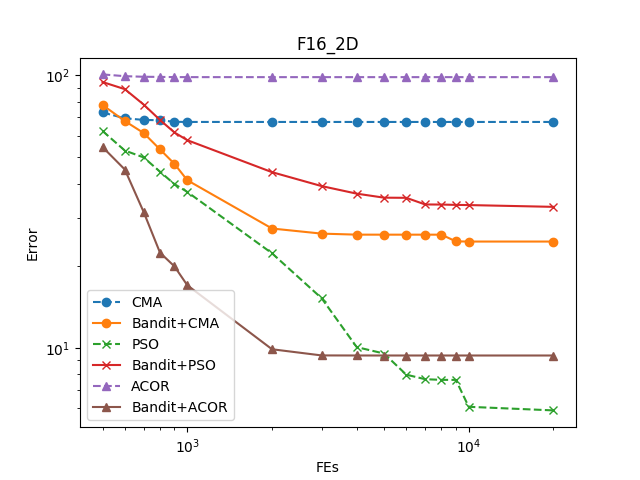 F16_2D
10²
Error
10¹
CMA
Bandit+CMA
PSO
Bandit+PSO
ACOR
Bandit+ACOR
10³
10⁴
FEs